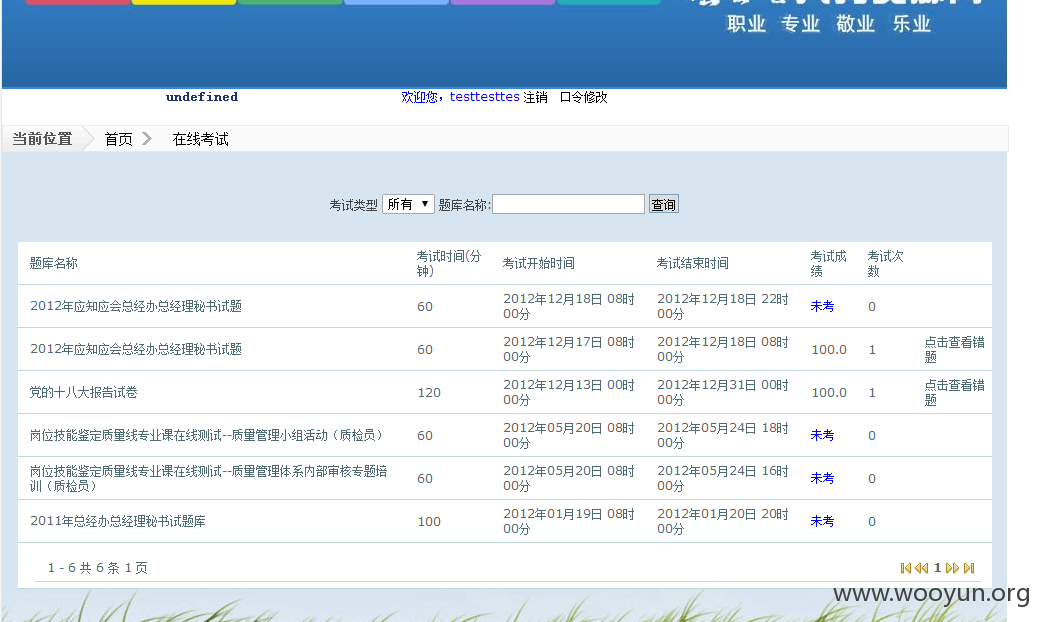 职业 专业 敬业 乐业
undefined 欢迎您，testtesttes 注销 口令修改
当前位置 首页 在线考试
考试类型 所有 题库名称: 查询
题库名称 考试时间(分钟) 考试开始时间 考试结束时间 考试成绩 考试次数
2012年应知应会总经办总经理秘书试题 60 2012年12月18日 08时00分 2012年12月18日 22时00分 未考 0
2012年应知应会总经办总经理秘书试题 60 2012年12月17日 08时00分 2012年12月18日 08时00分 100.0 1 点击查看错题
党的十八大报告试卷 120 2012年12月13日 00时00分 2012年12月31日 00时00分 100.0 1 点击查看错题
岗位技能鉴定质量线专业课在线测试--质量管理小组活动（质检员） 60 2012年05月20日 08时00分 2012年05月24日 18时00分 未考 0
岗位技能鉴定质量线专业课在线测试--质量管理体系内部审核专题培训（质检员） 60 2012年05月20日 08时00分 2012年05月24日 16时00分 未考 0
2011年总经办总经理秘书试题库 100 2012年01月19日 08时00分 2012年01月20日 20时00分 未考 0
1 - 6 共 6 条 1 页 1
www.wooyun.org